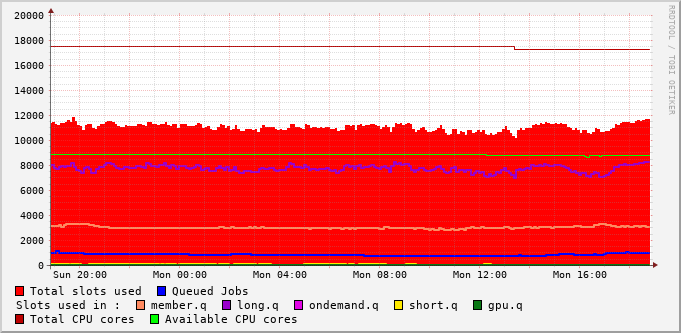 20000
18000
16000
14000
12000
10000
8000
6000
4000
2000
0
Sun 20:00 Mon 00:00 Mon 04:00 Mon 08:00 Mon 12:00 Mon 16:00
RRDTOOL / TOBI OETIKER
Total slots used Queued Jobs
Slots used in : member.q long.q ondemand.q short.q gpu.q
Total CPU cores Available CPU cores